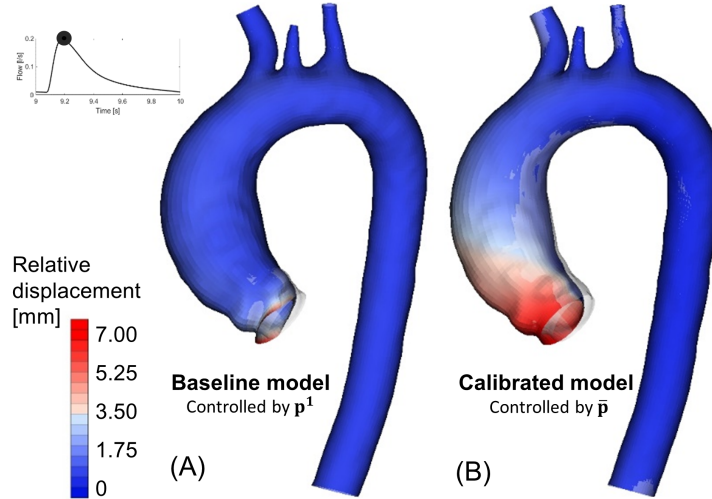 0.2
0.1
0
Flow [l/s]
9
9.2
9.4
9.6
9.8
10
Time [s]
Relative
displacement
[mm]
7.00
5.25
3.50
1.75
0
Baseline model
Controlled by p¹
(A)
Calibrated model
Controlled by p̄
(B)